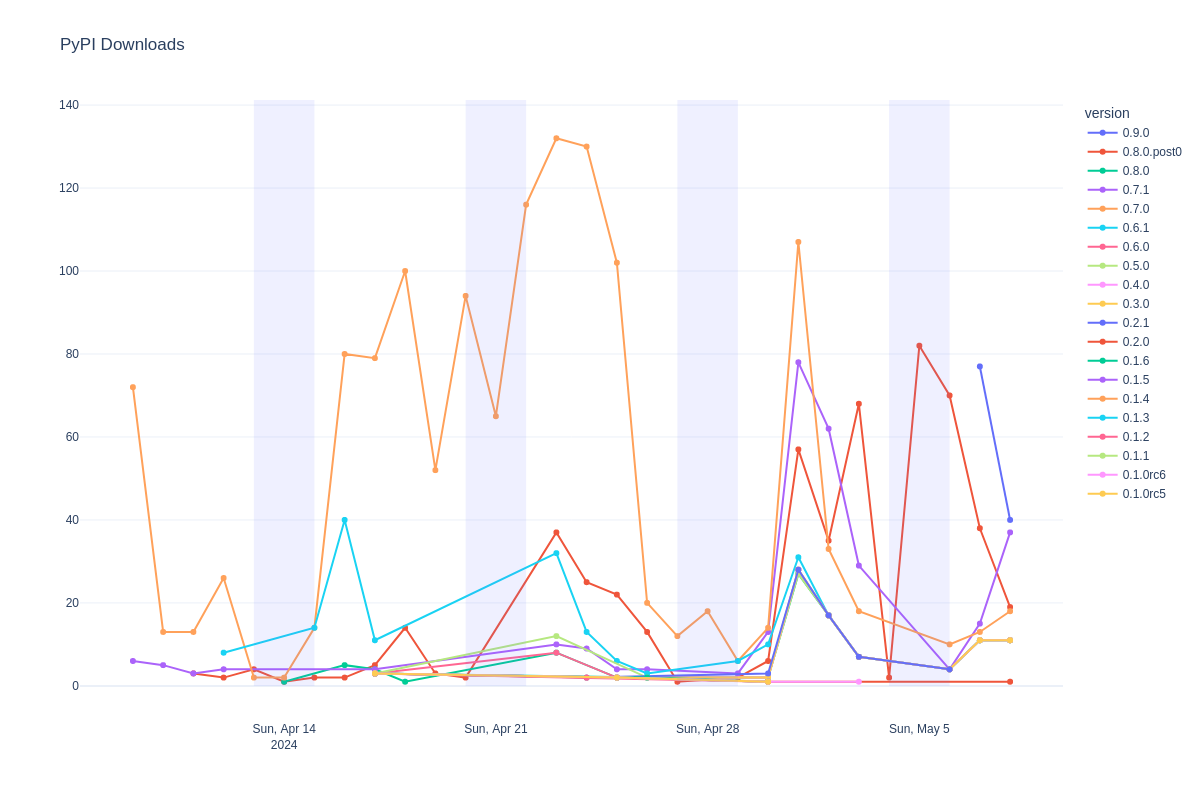 PyPI Downloads
140
120
100
80
60
40
20
0
Sun, Apr 14
2024
Sun, Apr 21
Sun, Apr 28
Sun, May 5
version
0.9.0
0.8.0.post0
0.8.0
0.7.1
0.7.0
0.6.1
0.6.0
0.5.0
0.4.0
0.3.0
0.2.1
0.2.0
0.1.6
0.1.5
0.1.4
0.1.3
0.1.2
0.1.1
0.1.0rc6
0.1.0rc5